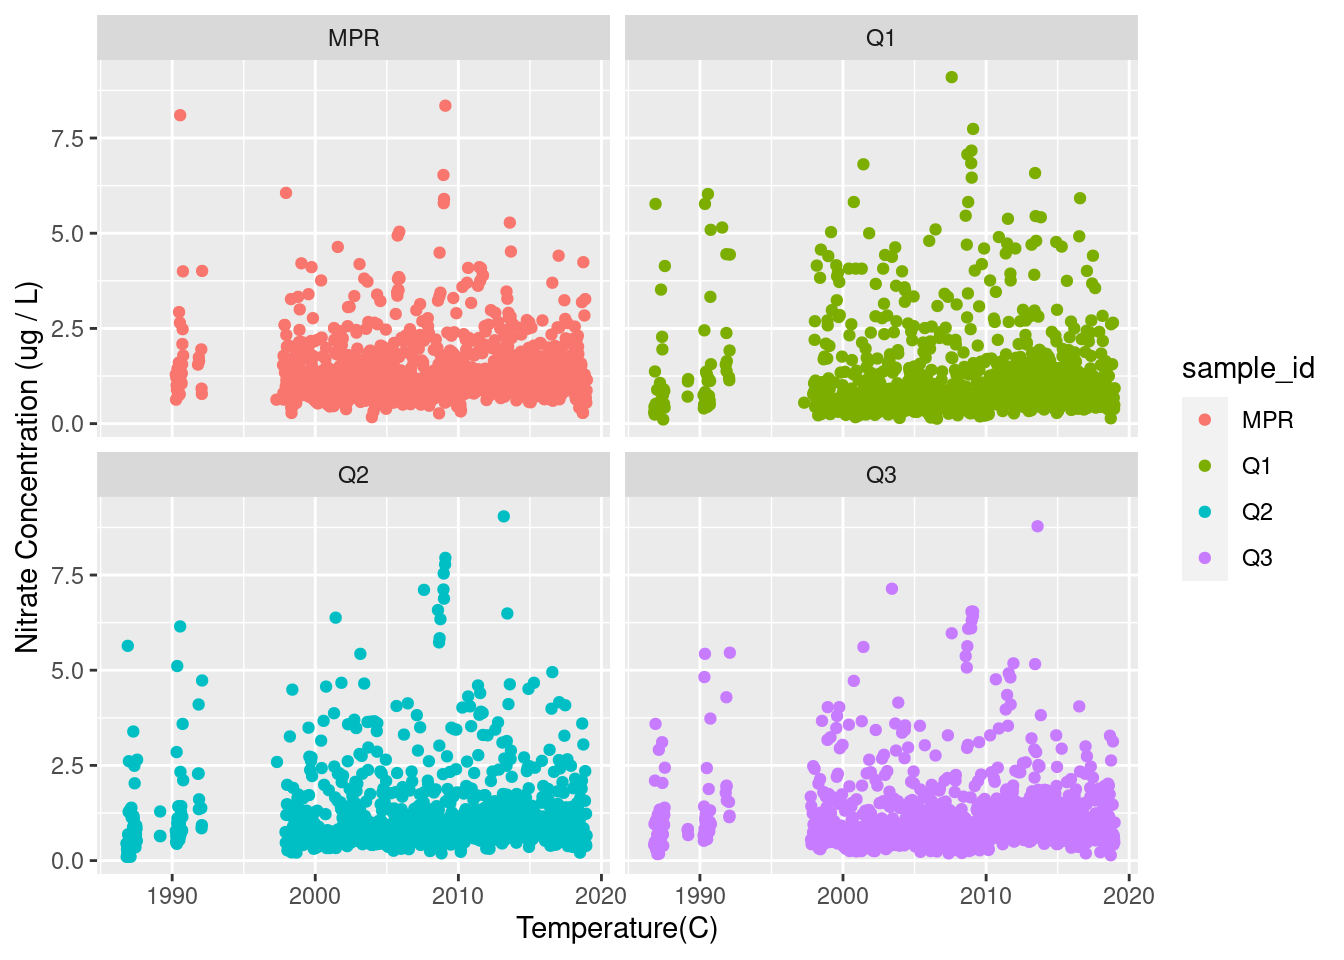 MPR
Q1
7.5
5.0
2.5
0.0
Q2
Q3
7.5
5.0
2.5
0.0
1990
2000
2010
2020
1990
2000
2010
2020
Temperature(C)
Nitrate Concentration (ug / L)
sample_id
MPR
Q1
Q2
Q3